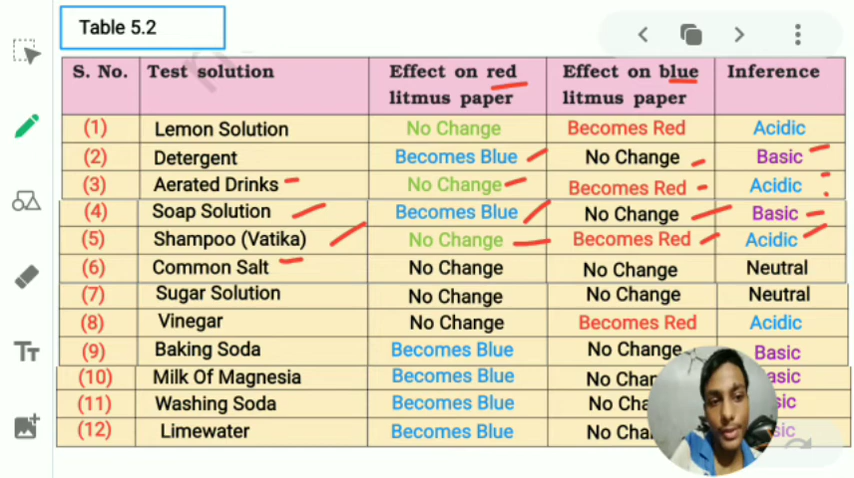 Table 5.2
S. No. Test solution Effect on red litmus paper Effect on blue litmus paper Inference
(1) Lemon Solution No Change Becomes Red Acidic
(2) Detergent Becomes Blue No Change Basic
(3) Aerated Drinks No Change Becomes Red Acidic
(4) Soap Solution Becomes Blue No Change Basic
(5) Shampoo (Vatika) No Change Becomes Red Acidic
(6) Common Salt No Change No Change Neutral
(7) Sugar Solution No Change No Change Neutral
(8) Vinegar No Change Becomes Red Acidic
(9) Baking Soda Becomes Blue No Change Basic
(10) Milk Of Magnesia Becomes Blue No
(11) Washing Soda Becomes Blue No
(12) Limewater Becomes Blue No
Tт